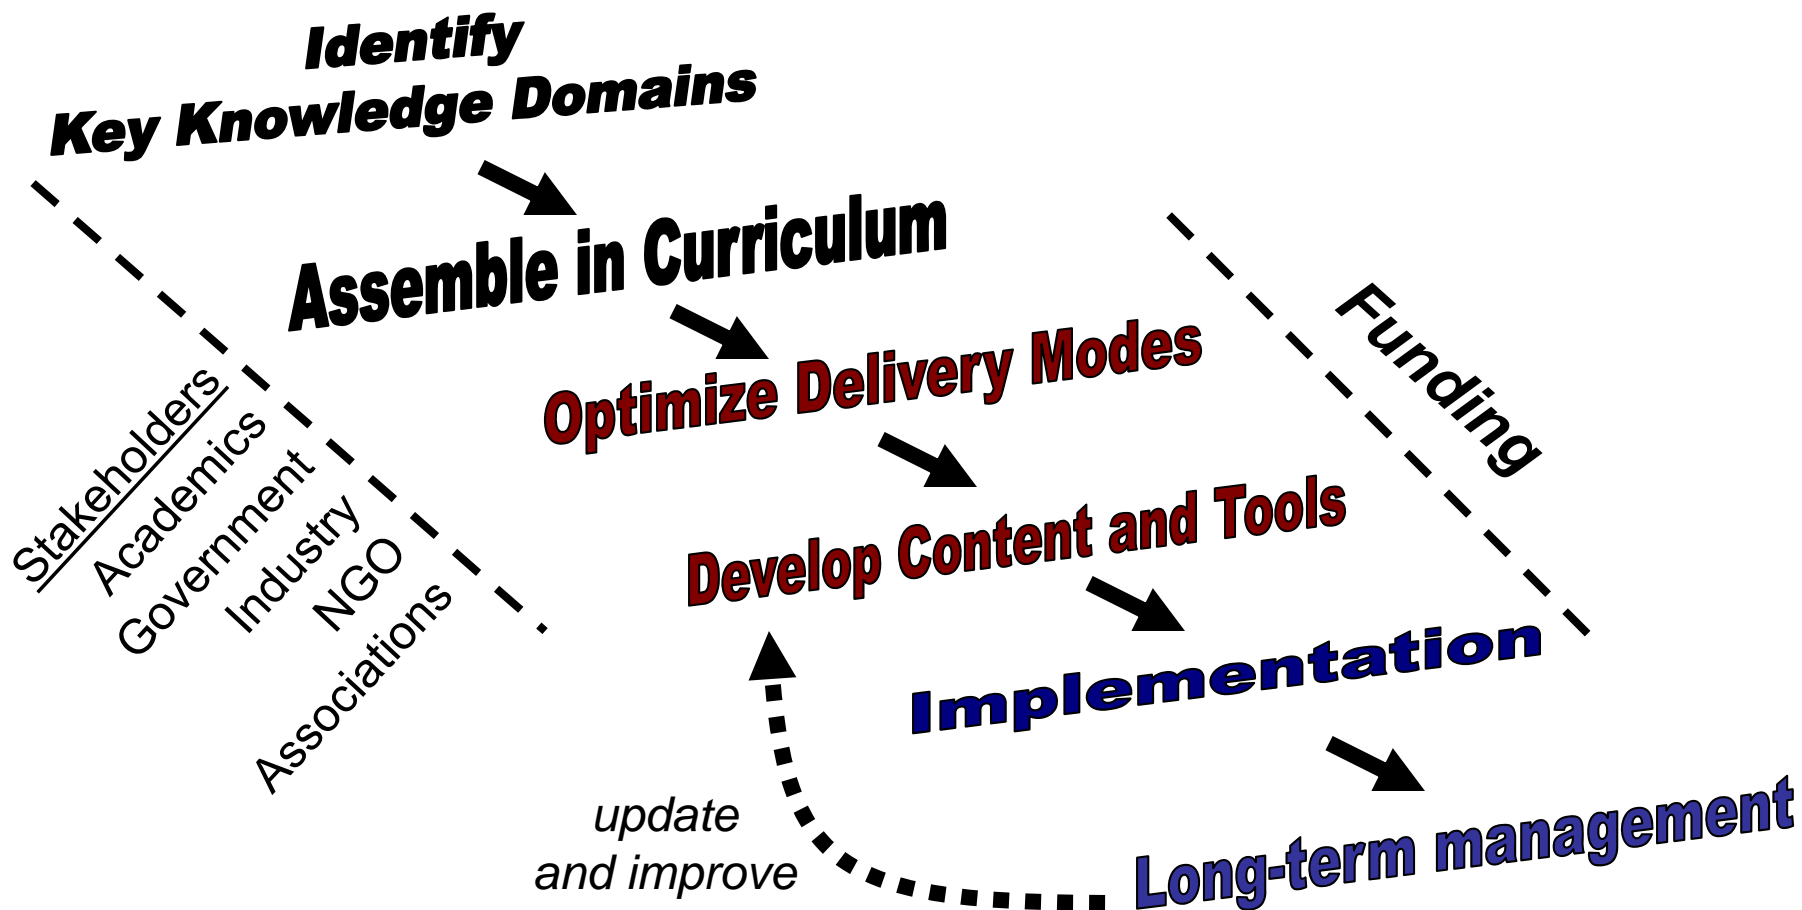 Identify
Key Knowledge Domains
Assemble in Curriculum
Optimize Delivery Modes
Develop Content and Tools
Implementation
Long-term management
Funding
Stakeholders
Academics
Government
Industry
NGO
Associations
update
and improve